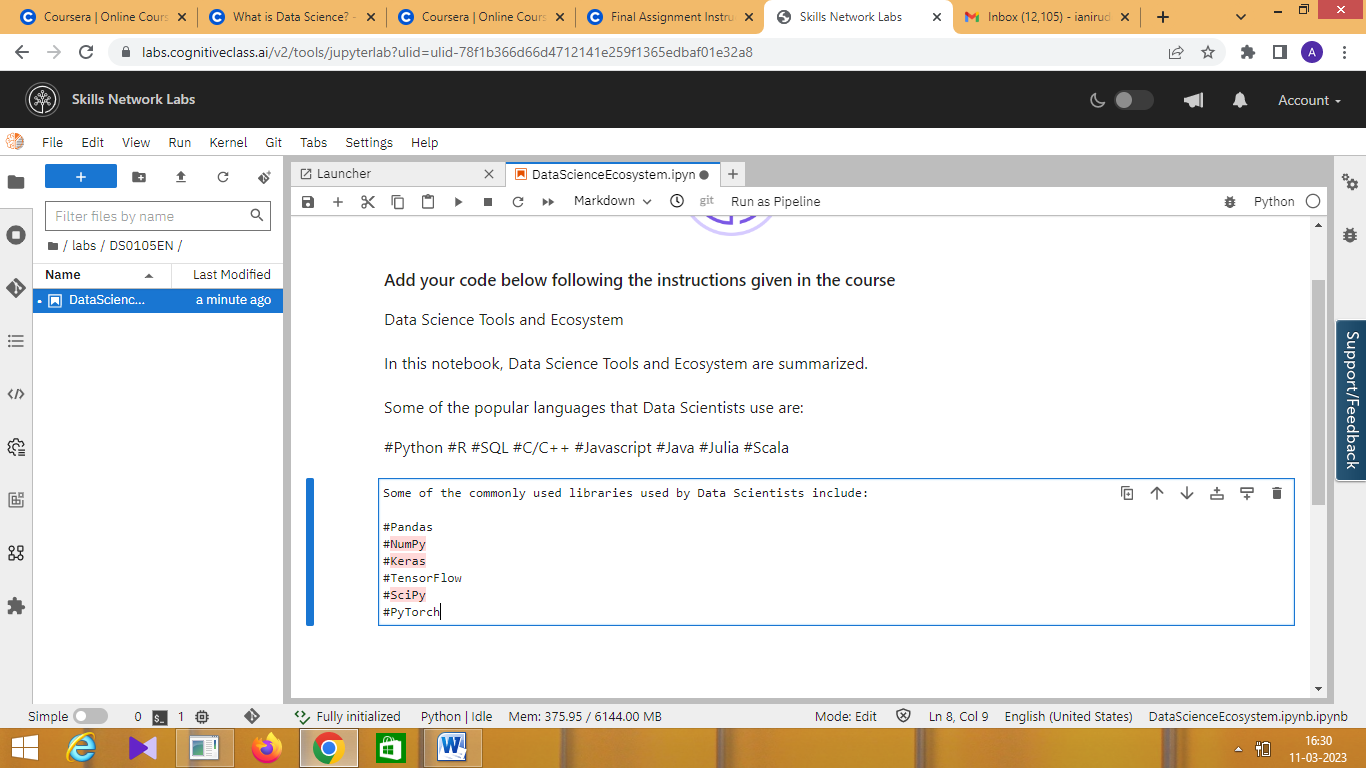 Coursera | Online Cours
What is Data Science? -
Coursera | Online Cours
Final Assignment Instru
Skills Network Labs
Inbox (12,105) - ianirud
labs.cognitiveclass.ai/v2/tools/jupyterlab?ulid=ulid-78f1b366d66d4712141e259f1365edbaf01e32a8
A
Skills Network Labs
Account
File Edit View Run Kernel Git Tabs Settings Help
Launcher
DataScienceEcosystem.ipyn
Markdown
git
Run as Pipeline
Python
Filter files by name
/ labs / DS0105EN /
Name Last Modified
DataScienc... a minute ago
Add your code below following the instructions given in the course
Data Science Tools and Ecosystem
In this notebook, Data Science Tools and Ecosystem are summarized.
Some of the popular languages that Data Scientists use are:
#Python #R #SQL #C/C++ #Javascript #Java #Julia #Scala
Some of the commonly used libraries used by Data Scientists include:
#Pandas
#NumPy
#Keras
#TensorFlow
#SciPy
#PyTorch
Support/Feedback
Simple 0 1 Fully initialized Python | Idle Mem: 375.95 / 6144.00 MB Mode: Edit Ln 8, Col 9 English (United States) DataScienceEcosystem.ipynb.ipynb
16:30
11-03-2023